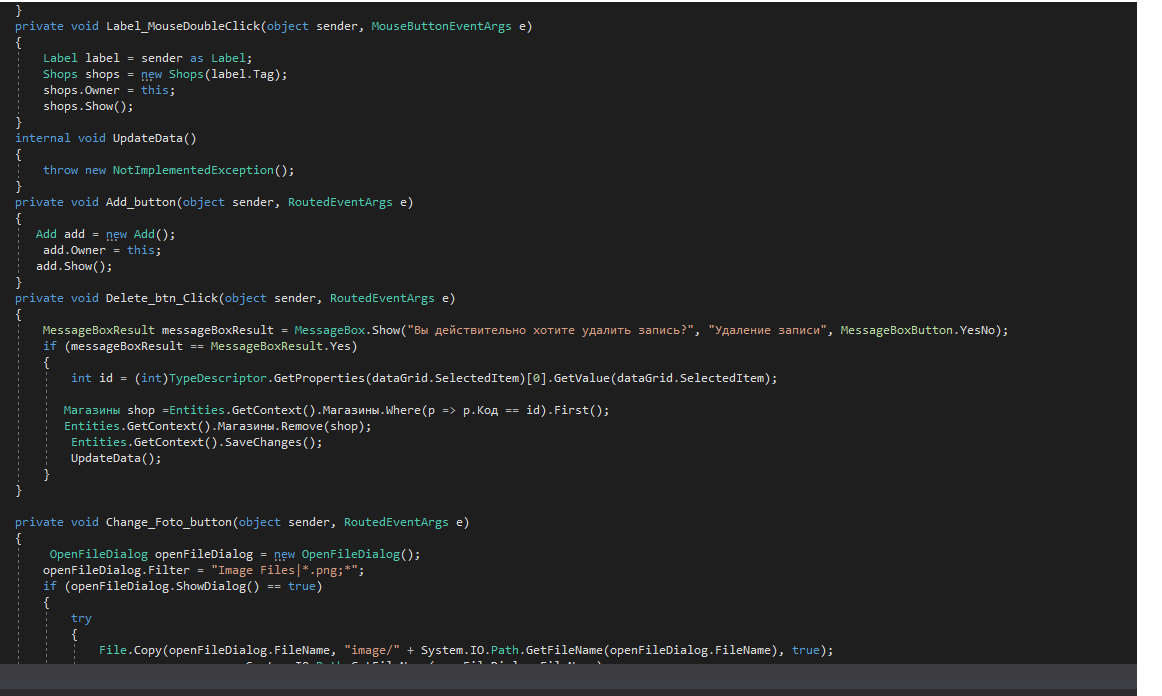 }
private void Label_MouseDoubleClick(object sender, MouseButtonEventArgs e)
{
Label label = sender as Label;
Shops shops = new Shops(label.Tag);
shops.Owner = this;
shops.Show();
}
internal void UpdateData()
{
throw new NotImplementedException();
}
private void Add_button(object sender, RoutedEventArgs e)
{
Add add = new Add();
add.Owner = this;
add.Show();
}
private void Delete_btn_Click(object sender, RoutedEventArgs e)
{
MessageBoxResult messageBoxResult = MessageBox.Show("Вы действительно хотите удалить запись?", "Удаление записи", MessageBoxButton.YesNo);
if (messageBoxResult == MessageBoxResult.Yes)
{
int id = (int)TypeDescriptor.GetProperties(dataGrid.SelectedItem)[0].GetValue(dataGrid.SelectedItem);
Магазины shop =Entities.GetContext().Магазины.Where(p => p.Код == id).First();
Entities.GetContext().Магазины.Remove(shop);
Entities.GetContext().SaveChanges();
UpdateData();
}
}
private void Change_Foto_button(object sender, RoutedEventArgs e)
{
OpenFileDialog openFileDialog = new OpenFileDialog();
openFileDialog.Filter = "Image Files|*.png;*";
if (openFileDialog.ShowDialog() == true)
{
try
{
File.Copy(openFileDialog.FileName, "image/" + System.IO.Path.GetFileName(openFileDialog.FileName), true);